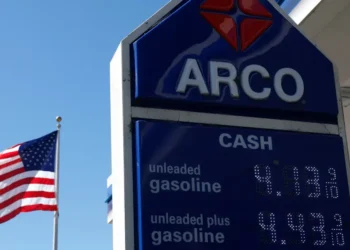 ARCO
CASH
unleaded
gasoline 4.13 9/10
unleaded plus
gasoline 4.43 9/10